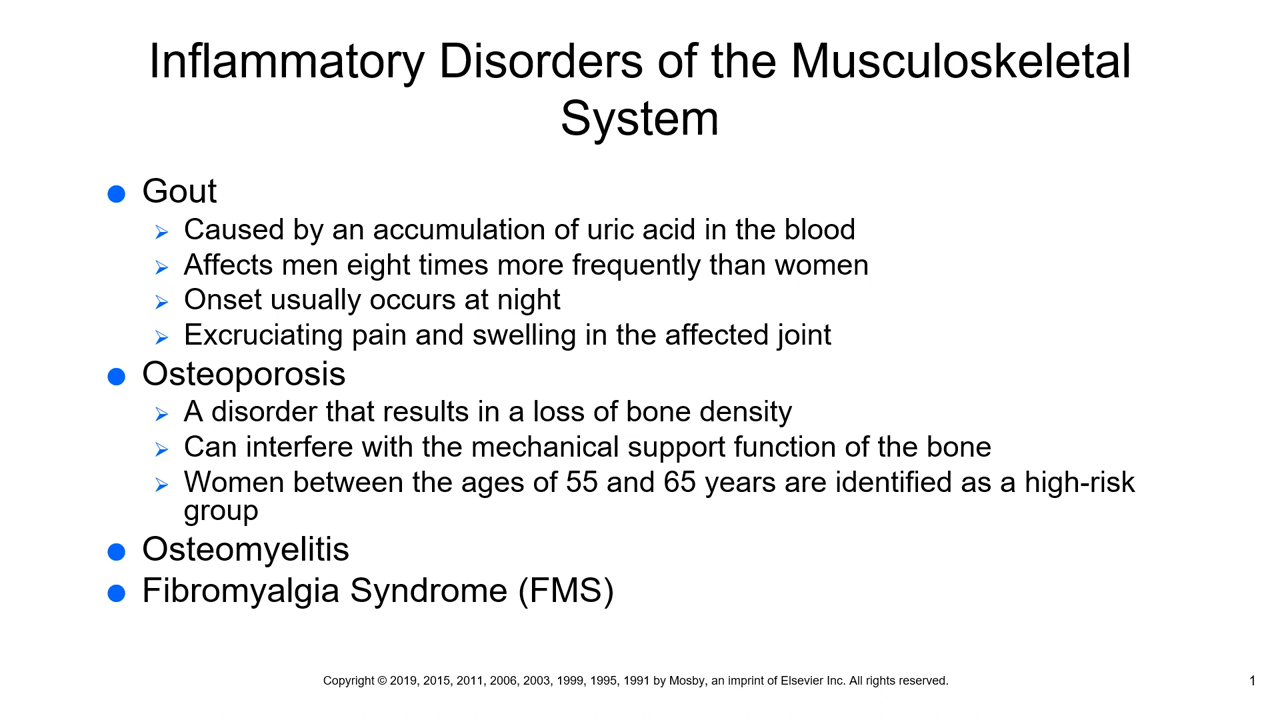 Inflammatory Disorders of the Musculoskeletal
System
Gout
Caused by an accumulation of uric acid in the blood
Affects men eight times more frequently than women
Onset usually occurs at night
Excruciating pain and swelling in the affected joint
Osteoporosis
A disorder that results in a loss of bone density
Can interfere with the mechanical support function of the bone
Women between the ages of 55 and 65 years are identified as a high-risk
group
Osteomyelitis
Fibromyalgia Syndrome (FMS)
Copyright © 2019, 2015, 2011, 2006, 2003, 1999, 1995, 1991 by Mosby, an imprint of Elsevier Inc. All rights reserved.
1